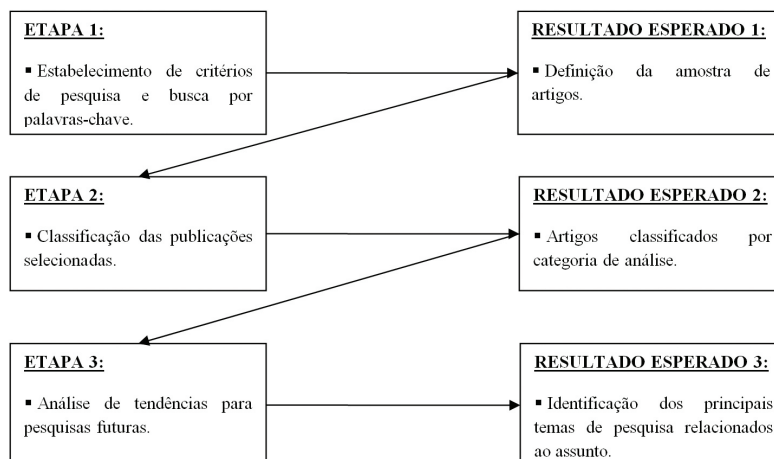 ETAPA 1:
▪ Estabelecimento de critérios
de pesquisa e busca por
palavras-chave.
RESULTADO ESPERADO 1:
▪ Definição da amostra de
artigos.
ETAPA 2:
▪ Classificação das publicações
selecionadas.
RESULTADO ESPERADO 2:
▪ Artigos classificados por
categoria de análise.
ETAPA 3:
▪ Análise de tendências para
pesquisas futuras.
RESULTADO ESPERADO 3:
▪ Identificação dos principais
temas de pesquisa relacionados
ao assunto.